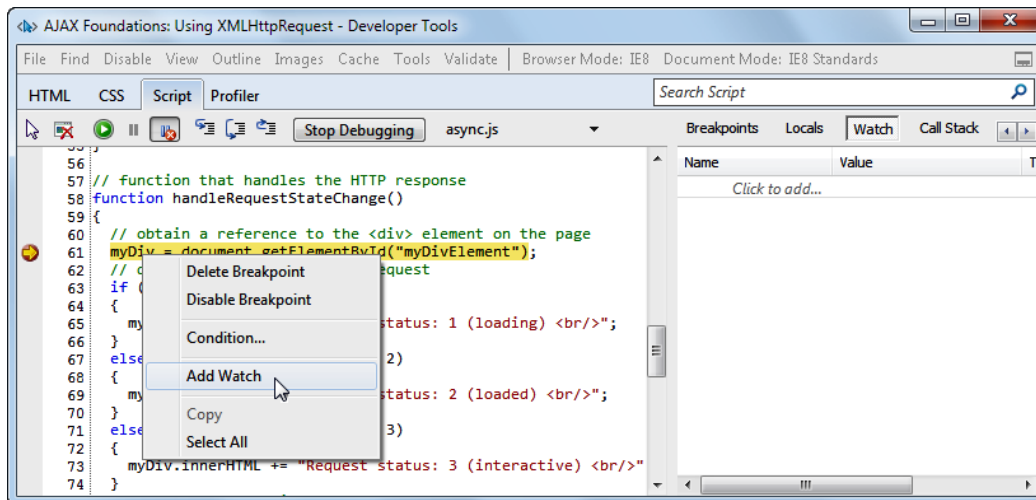 AJAX Foundations: Using XMLHttpRequest - Developer Tools
File Find Disable View Outline Images Cache Tools Validate Browser Mode: IE8 Document Mode: IE8 Standards
HTML CSS Script Profiler Search Script
Stop Debugging async.js Breakpoints Locals Watch Call Stack
Name Value T
Click to add...
55 }
56
57 // function that handles the HTTP response
58 function handleRequestStateChange()
59 {
60 // obtain a reference to the <div> element on the page
61 myDiv = document.getElementById("myDivElement");
62 // equest
63 if (
64 {
65 my status: 1 (loading) <br/>";
66 }
67 else 2)
68 {
69 my status: 2 (loaded) <br/>";
70 }
71 else 3)
72 {
73 myDiv.innerHTML += "Request status: 3 (interactive) <br/>"
74 }
Delete Breakpoint
Disable Breakpoint
Condition...
Add Watch
Copy
Select All